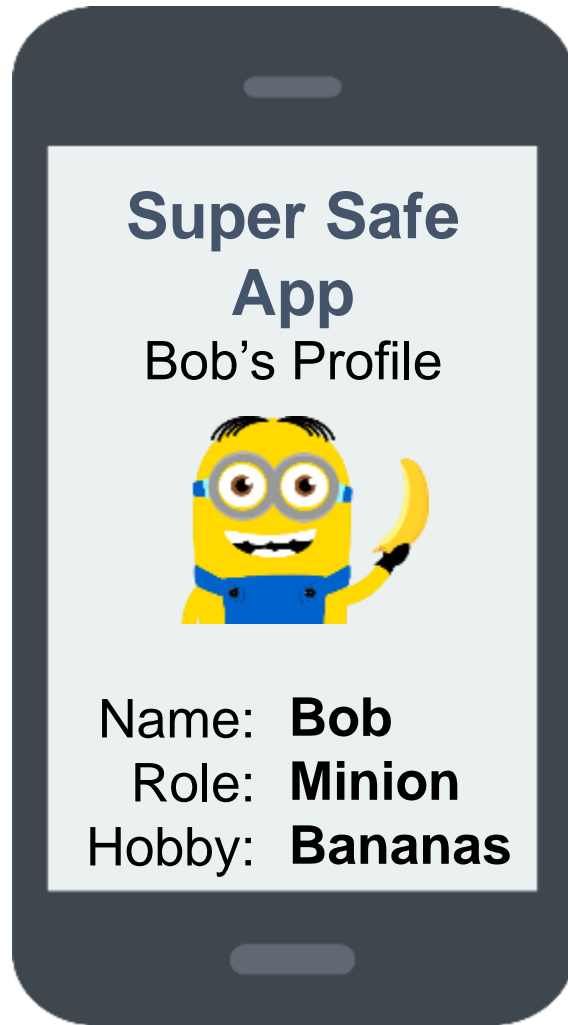 Super Safe
App
Bob’s Profile
Name: Bob
Role: Minion
Hobby: Bananas